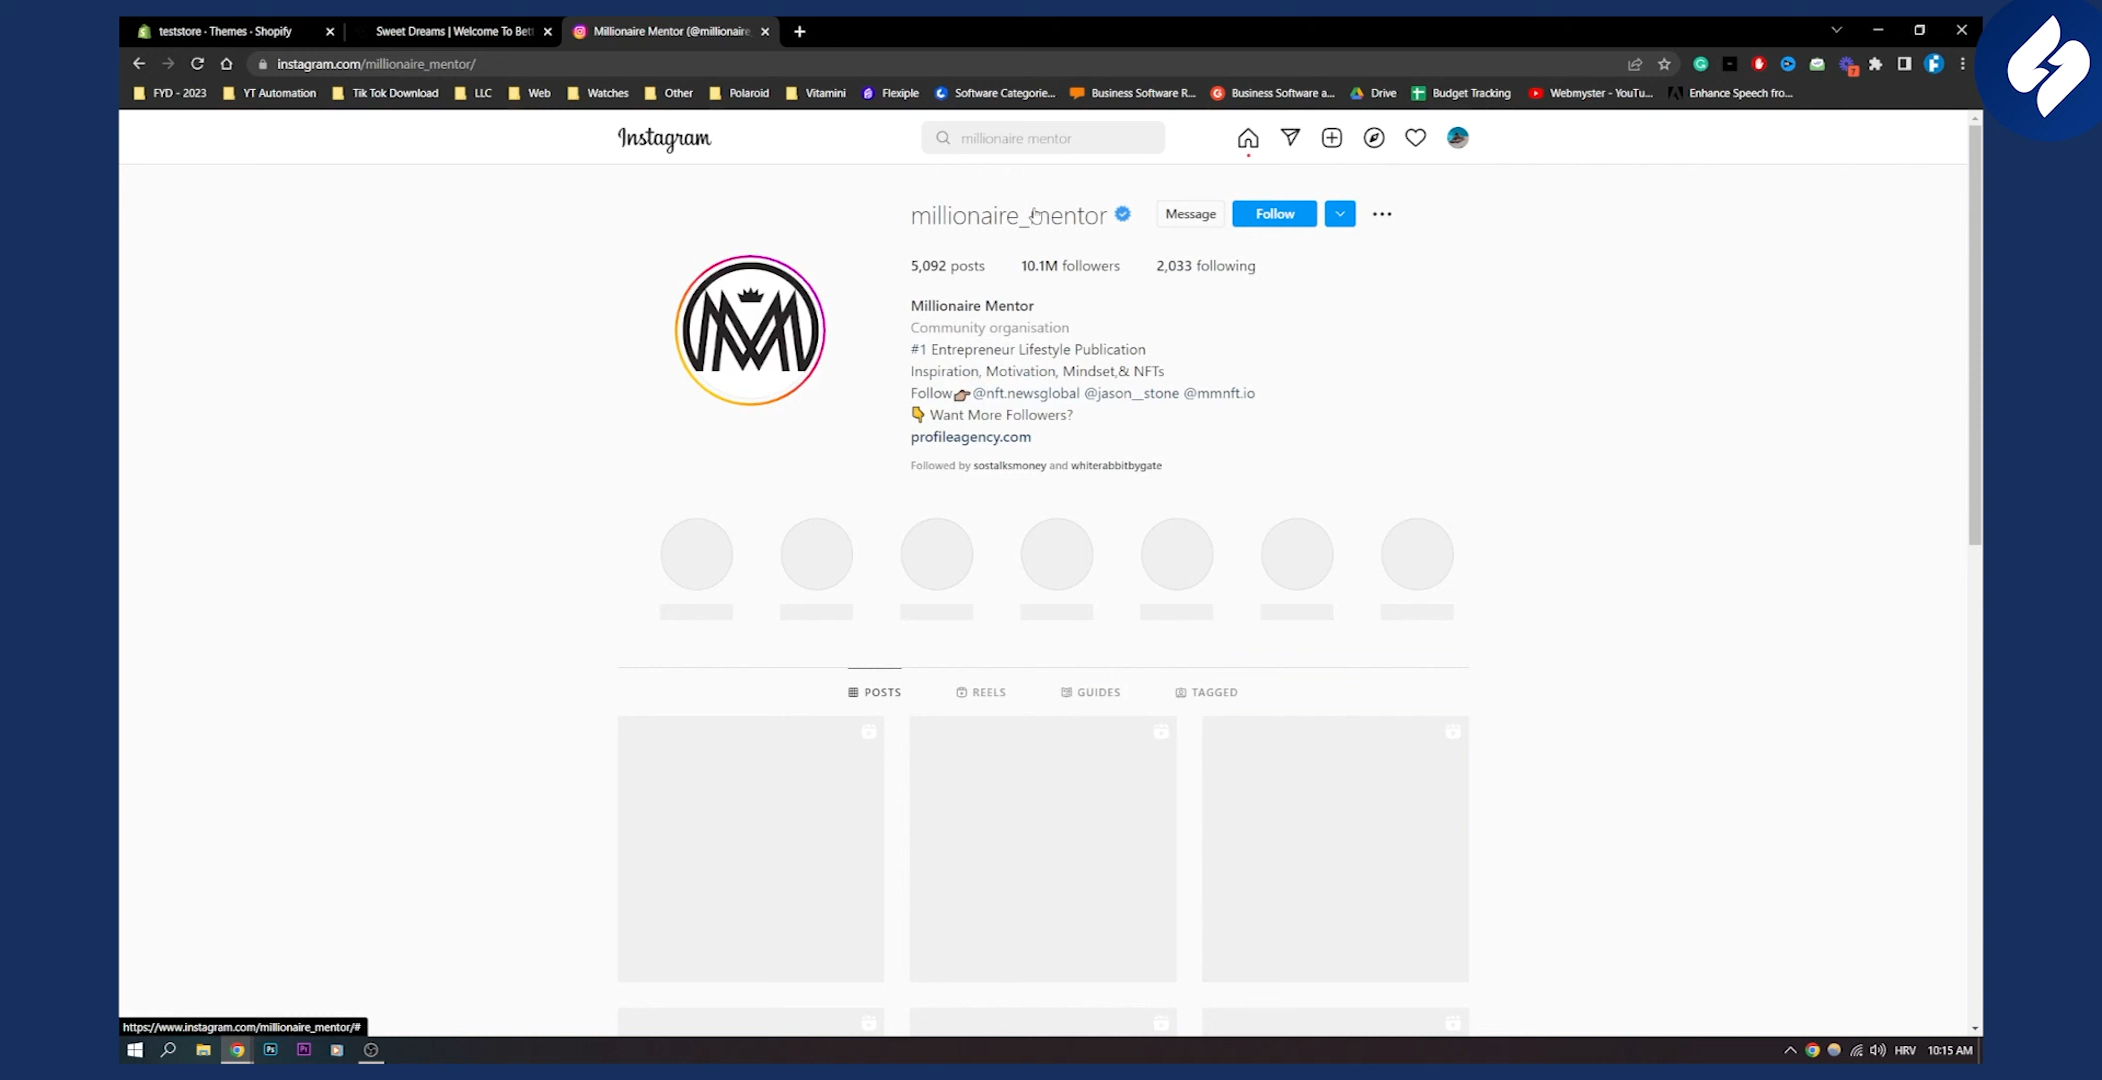 teststore · Themes · Shopify
Sweet Dreams | Welcome To Bett
Millionaire Mentor (@millionaire_
instagram.com/millionaire_mentor/
FYD - 2023
YT Automation
Tik Tok Download
LLC
Web
Watches
Other
Polaroid
Vitamini
Flexiple
Software Categorie...
Business Software R...
Business Software a...
Drive
Budget Tracking
Webmyster - YouTu...
Enhance Speech fro...
Instagram
millionaire mentor
millionaire_mentor
Message
Follow
5,092 posts
10.1M followers
2,033 following
Millionaire Mentor
Community organisation
#1 Entrepreneur Lifestyle Publication
Inspiration, Motivation, Mindset,& NFTs
Follow👉🏽@nft.newsglobal @jason__stone @mmnft.io
👇 Want More Followers?
profileagency.com
Followed by sostalksmoney and whiterabbitbygate
POSTS
REELS
GUIDES
TAGGED
https://www.instagram.com/millionaire_mentor/#
Ps
Pr
HRV
10:15 AM